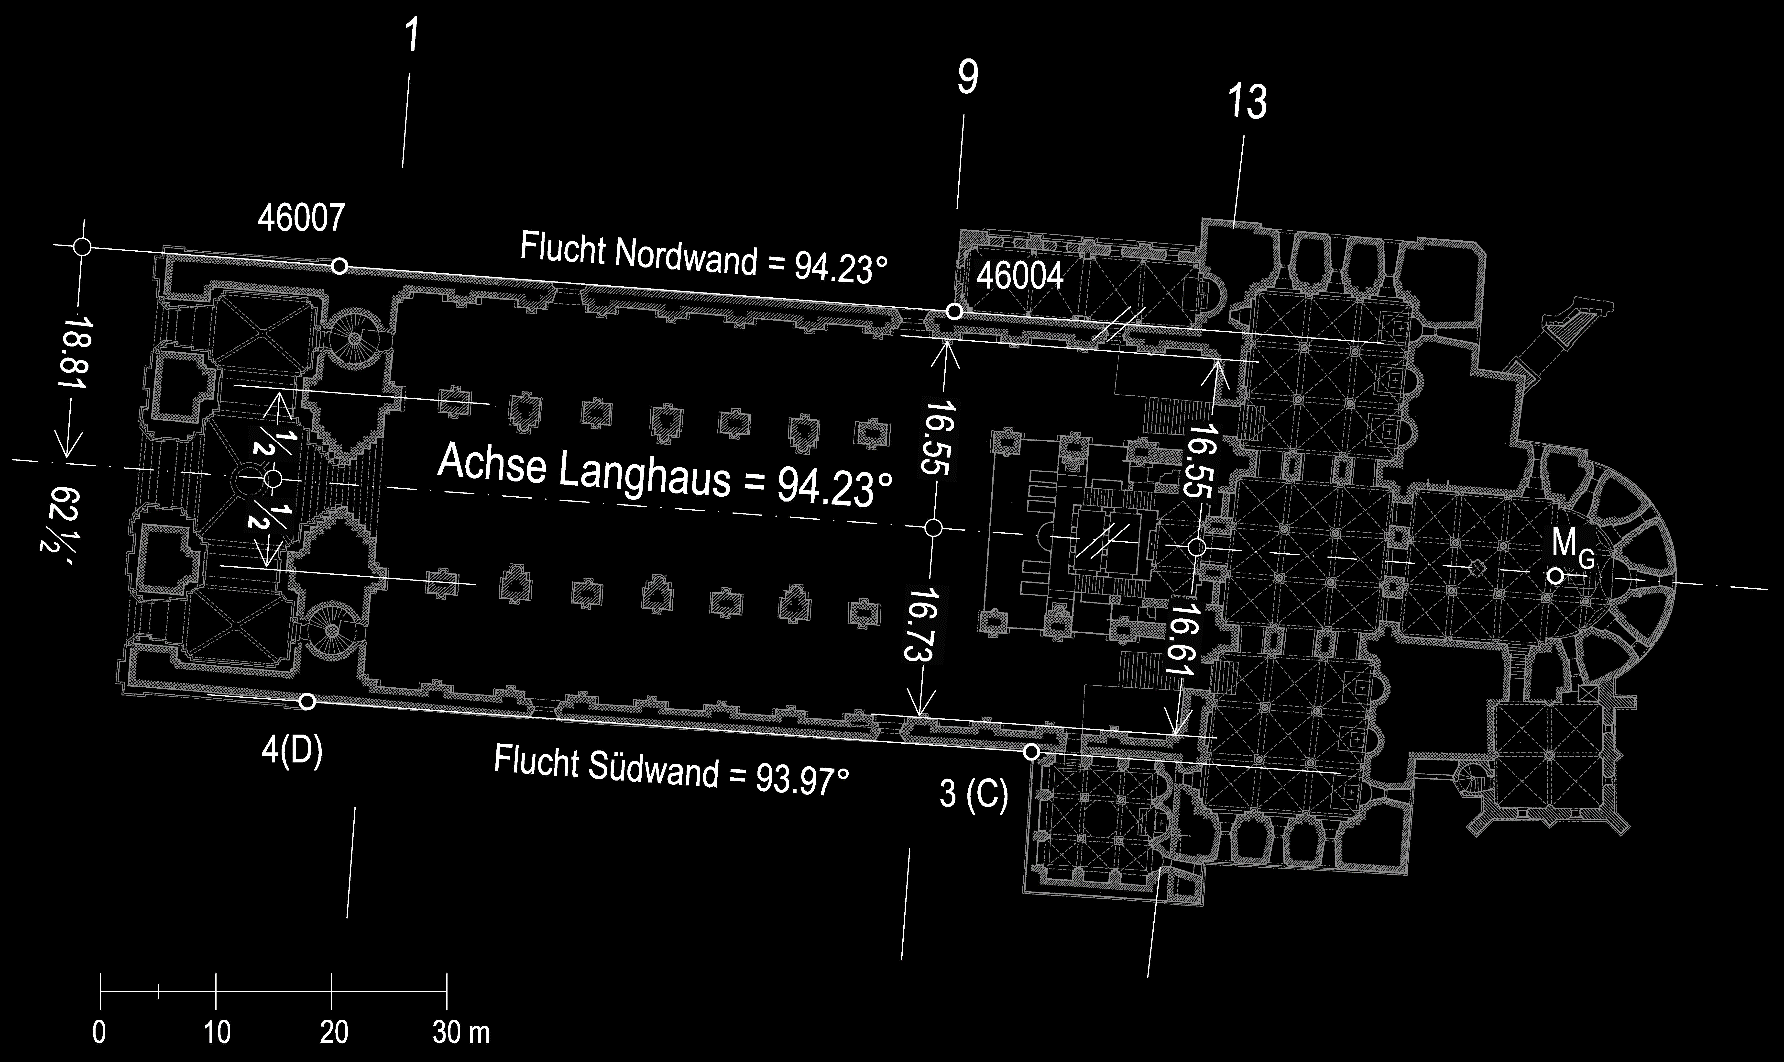 1
9
13
46007
Flucht Nordwand = 94.23°
46004
18.81
62 ½'
1/2
1/2
Achse Langhaus = 94.23°
16.55
16.55
16.73
16.61
MG
4(D)
Flucht Südwand = 93.97°
3 (C)
0 10 20 30 m